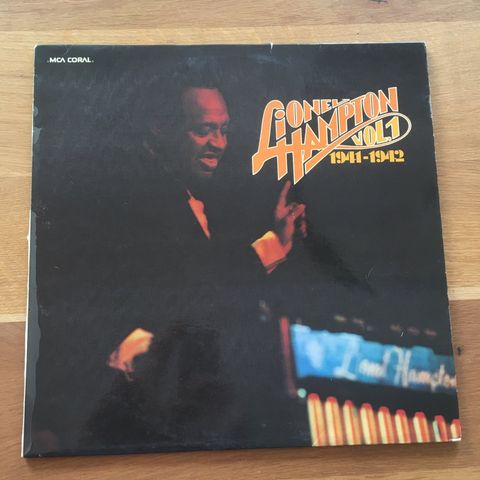 .MCA CORAL.
LIONEL
HAMPTON
VOL.1
1941-1942
Lionel Hampton